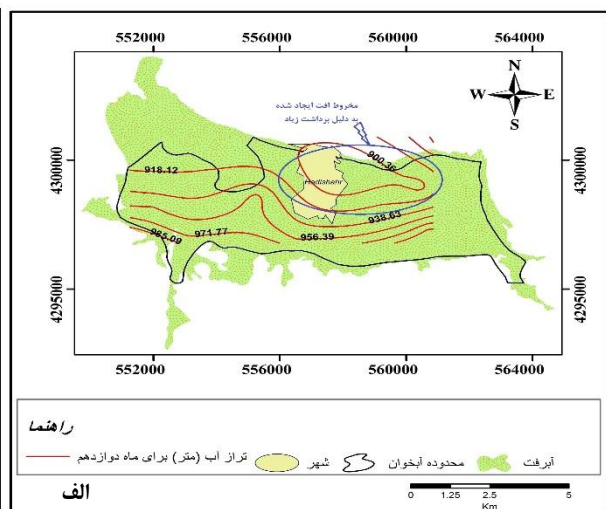 552000 556000 560000 564000
N
W E
S
مخروط افت ایجاد شده
به دلیل برداشت زیاد
4300000 4300000
918.12
900.36
Hadishahr
938.63
985.09
971.77
956.39
4295000 4295000
552000 556000 560000 564000
راهنما
آبرفت محدوده آبخوان شهر تراز آب (متر) برای ماه دوازدهم
الف
0 1.25 2.5 5
Km